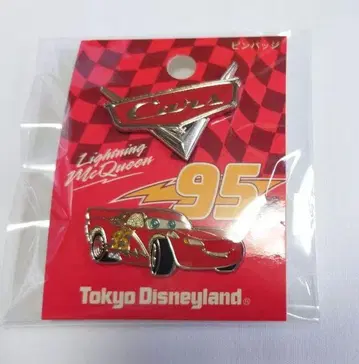 ピンバッジ
Cars
Lightning
McQueen
95
Tokyo Disneyland®